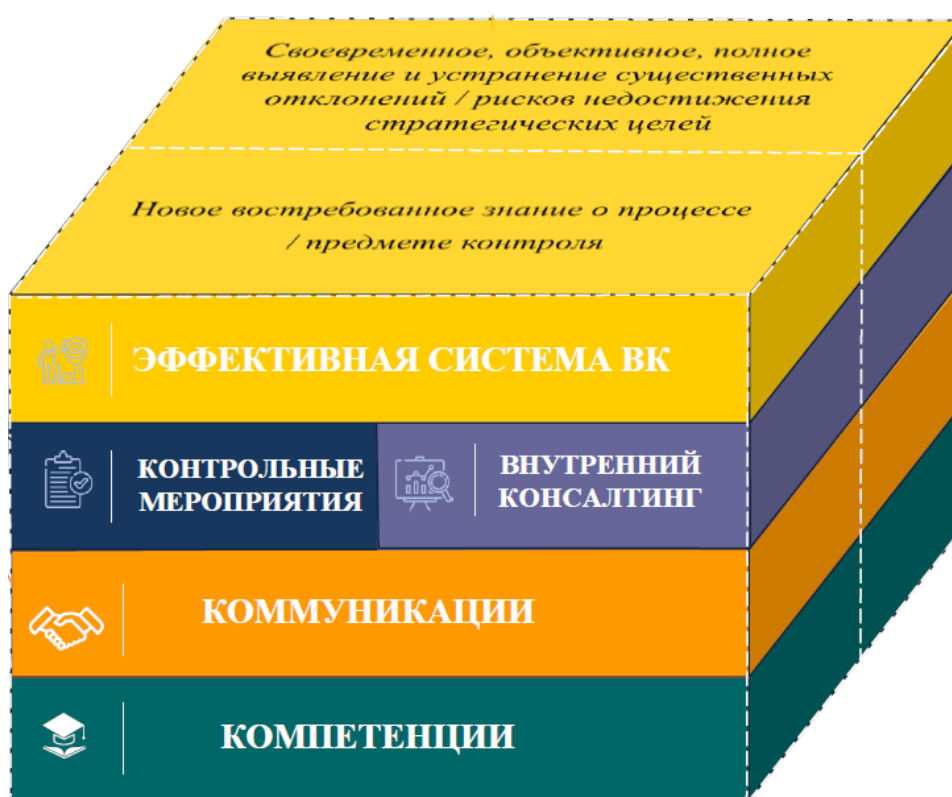 Своевременное, объективное, полное
выявление и устранение существенных
отклонений / рисков недостижения
стратегических целей
Новое востребованное знание о процессе
/ предмете контроля
ЭФФЕКТИВНАЯ СИСТЕМА ВК
КОНТРОЛЬНЫЕ
МЕРОПРИЯТИЯ
ВНУТРЕННИЙ
КОНСАЛТИНГ
КОММУНИКАЦИИ
КОМПЕТЕНЦИИ